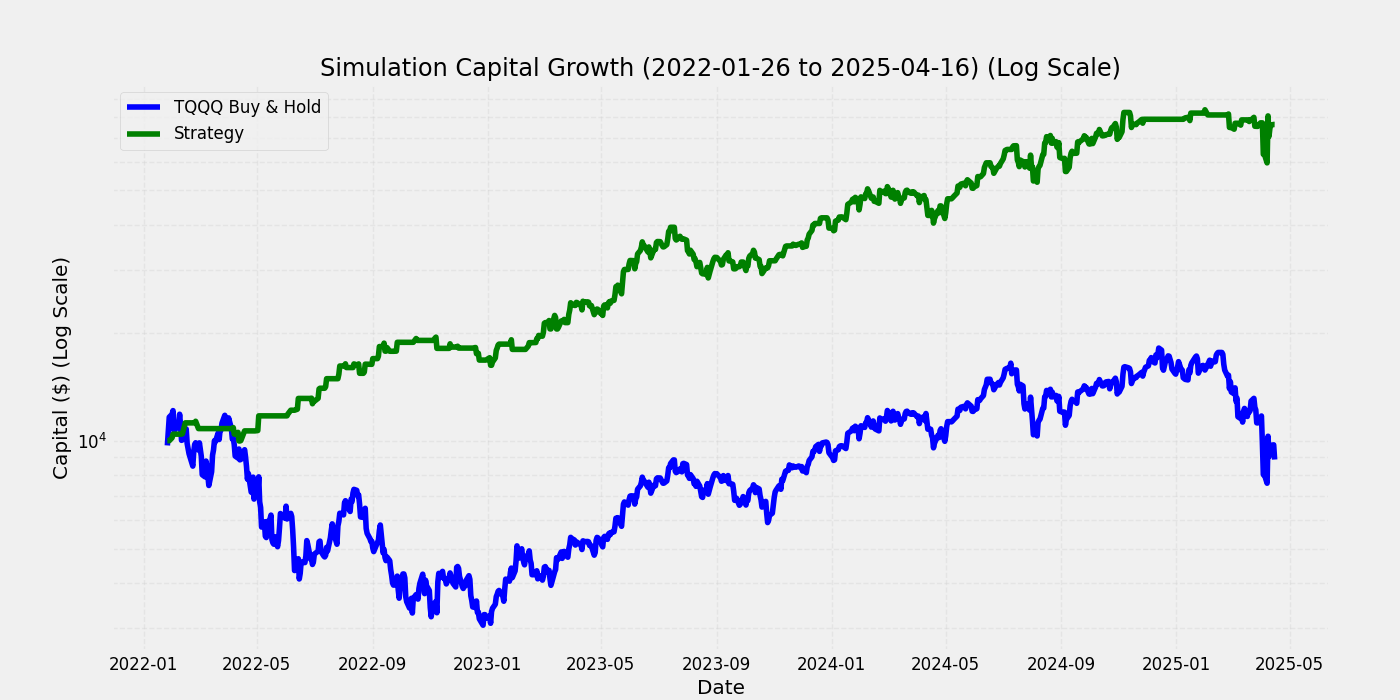 Simulation Capital Growth (2022-01-26 to 2025-04-16) (Log Scale)
TQQQ Buy & Hold
Strategy
Capital ($) (Log Scale)
10⁴
2022-01 2022-05 2022-09 2023-01 2023-05 2023-09 2024-01 2024-05 2024-09 2025-01 2025-05
Date